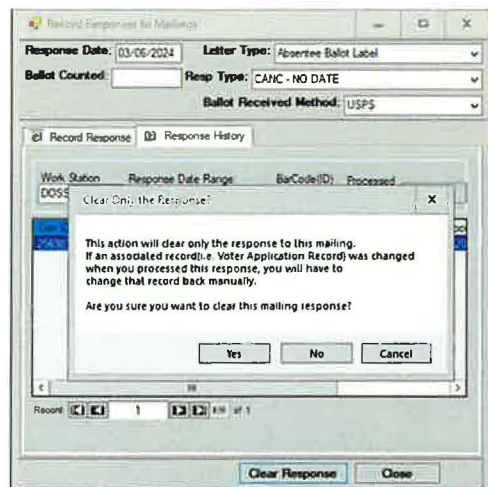 Record Responses to Mailings
Response Date: 03/06/2024 Letter Type: Absentee Ballot Label
Ballot Counted: Resp Type: CANC - NO DATE
Ballot Received Method: USPS
Record Response Response History
Work Station Response Date Range BarCode(ID) Processed
DOSS
Clear Only the Response? X
This action will clear only the response to this mailing.
If an associated record(i.e. Voter Application Record) was changed
when you processed this response, you will have to
change that record back manually.
Are you sure you want to clear this mailing response?
Yes No Cancel
Record 1 of 1
Clear Response Close